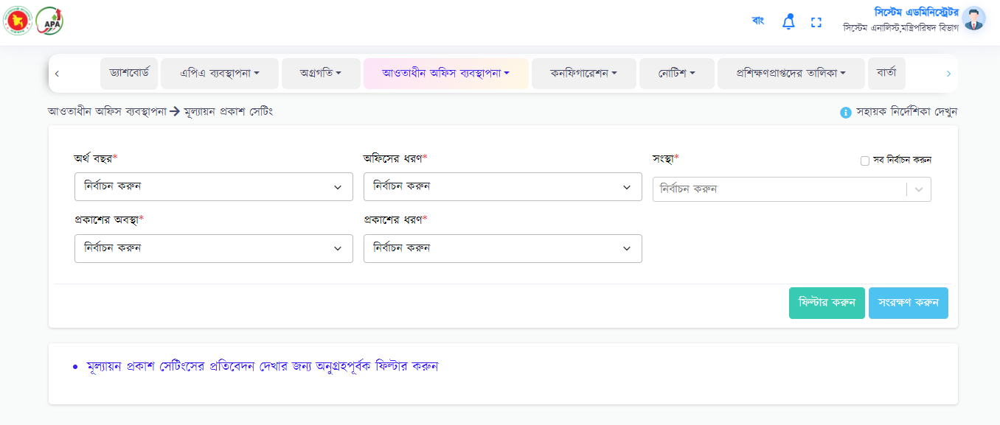 APA
বাং
সিস্টেম এডমিনিস্ট্রেটর
সিস্টেম এনালিস্ট,মন্ত্রিপরিষদ বিভাগ
ড্যাশবোর্ড এপিএ ব্যবস্থাপনা অগ্রগতি আওতাধীন অফিস ব্যবস্থাপনা কনফিগারেশন নোটিশ প্রশিক্ষণপ্রাপ্তদের তালিকা বার্তা
আওতাধীন অফিস ব্যবস্থাপনা → মূল্যায়ন প্রকাশ সেটিং
সহায়ক নির্দেশিকা দেখুন
অর্থ বছর* অফিসের ধরণ* সংস্থা* সব নির্বাচন করুন
নির্বাচন করুন নির্বাচন করুন নির্বাচন করুন
প্রকাশের অবস্থা* প্রকাশের ধরণ*
নির্বাচন করুন নির্বাচন করুন
ফিল্টার করুন সংরক্ষণ করুন
• মূল্যায়ন প্রকাশ সেটিংসের প্রতিবেদন দেখার জন্য অনুগ্রহপূর্বক ফিল্টার করুন